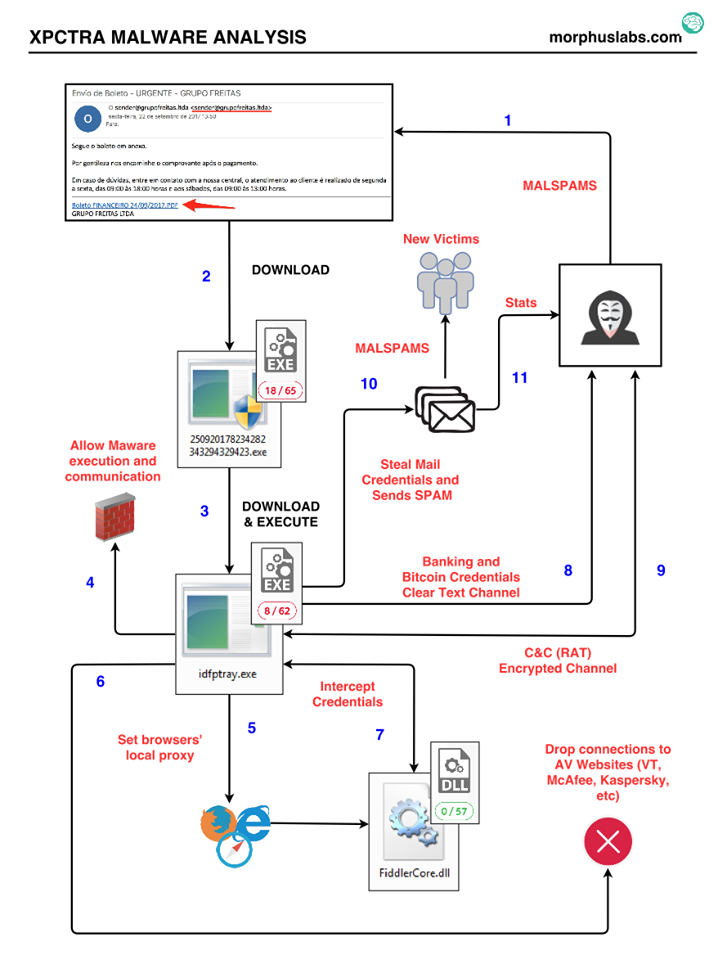 XPCTRA MALWARE ANALYSIS
morphuslabs.com
Envio de Boleto - URGENTE - GRUPO FREITAS
O
O sender@grupofreitas.ltda <sender@grupofreitas.ltda>
sexta-feira, 22 de setembro de 2017 13:53
Para:
Segue o boleto em anexo.
Por gentileza nos encaminhe o comprovante após o pagamento.
Em caso de dúvidas, entre em contato com a nossa central, o atendimento ao cliente é realizado de segunda
a sexta, das 09:00 às 18:00 horas e aos sábados, das 09:00 às 13:00 horas.
Boleto FINANCEIRO 24/09/2017.PDF
GRUPO FREITAS LTDA
1
MALSPAMS
2
DOWNLOAD
New Victims
Stats
EXE
18 / 65
MALSPAMS
10
11
250920178234282
343294329423.exe
Allow Maware
execution and
communication
Steal Mail
Credentials and
Sends SPAM
3
DOWNLOAD
& EXECUTE
EXE
8 / 62
4
Banking and
Bitcoin Credentials
Clear Text Channel
8
9
idfptray.exe
C&C (RAT)
Encrypted Channel
6
Intercept
Credentials
5
7
Set browsers'
local proxy
Drop connections to
AV Websites (VT,
McAfee, Kaspersky,
etc)
DLL
0 / 57
FiddlerCore.dll